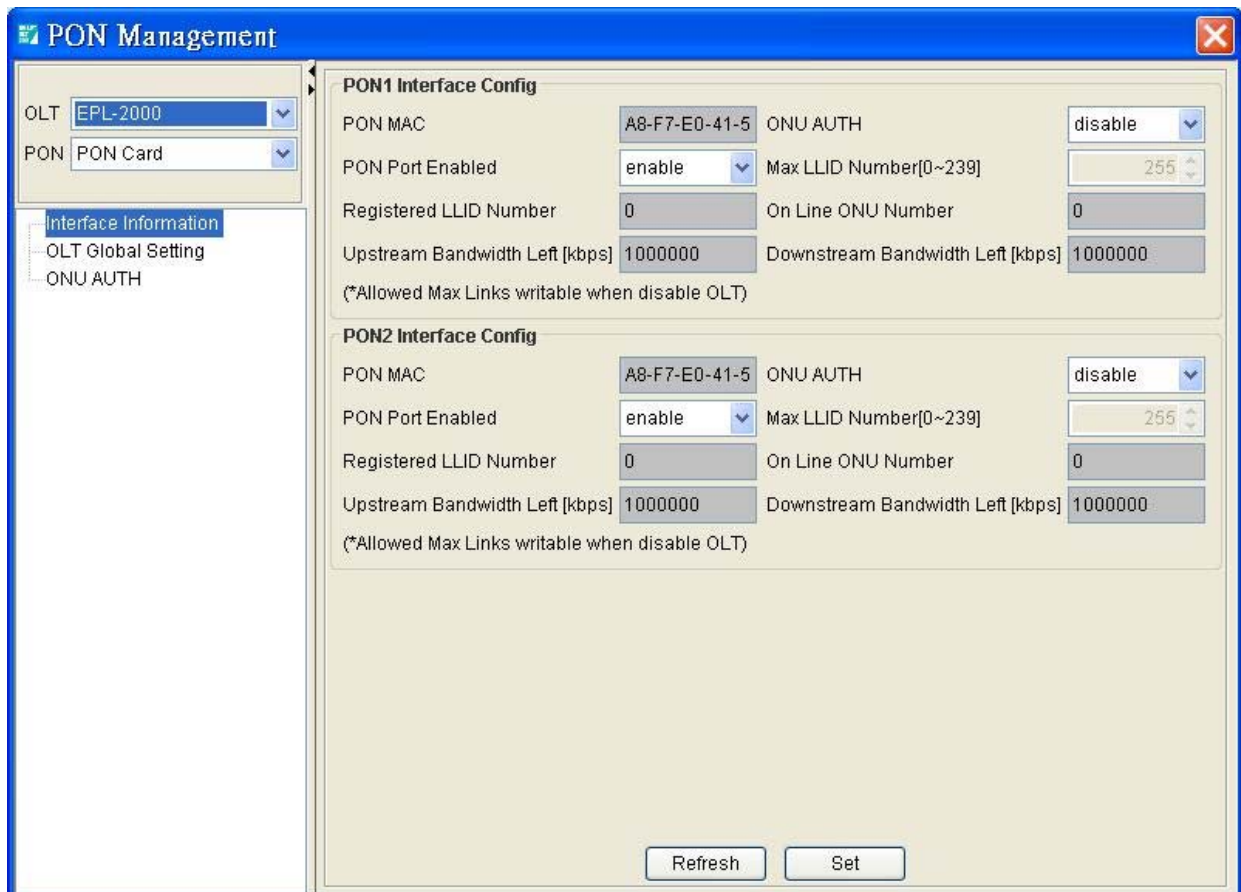 PON Management
OLT EPL-2000
PON PON Card
Interface Information
OLT Global Setting
ONU AUTH
PON1 Interface Config
PON MAC A8-F7-E0-41-5 ONU AUTH disable
PON Port Enabled enable Max LLID Number[0~239] 255
Registered LLID Number 0 On Line ONU Number 0
Upstream Bandwidth Left [kbps] 1000000 Downstream Bandwidth Left [kbps] 1000000
(*Allowed Max Links writable when disable OLT)
PON2 Interface Config
PON MAC A8-F7-E0-41-5 ONU AUTH disable
PON Port Enabled enable Max LLID Number[0~239] 255
Registered LLID Number 0 On Line ONU Number 0
Upstream Bandwidth Left [kbps] 1000000 Downstream Bandwidth Left [kbps] 1000000
(*Allowed Max Links writable when disable OLT)
Refresh Set